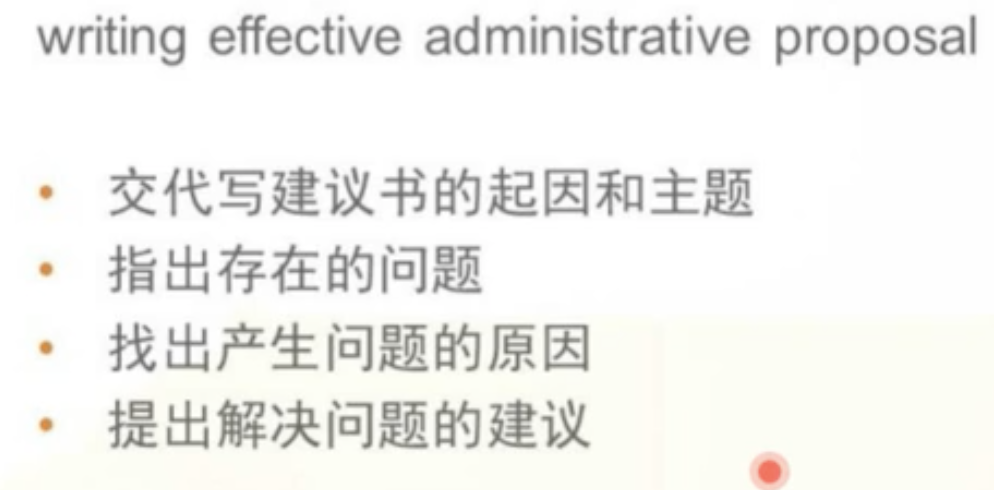 writing effective administrative proposal
• 交代写建议书的起因和主题
• 指出存在的问题
• 找出产生问题的原因
• 提出解决问题的建议